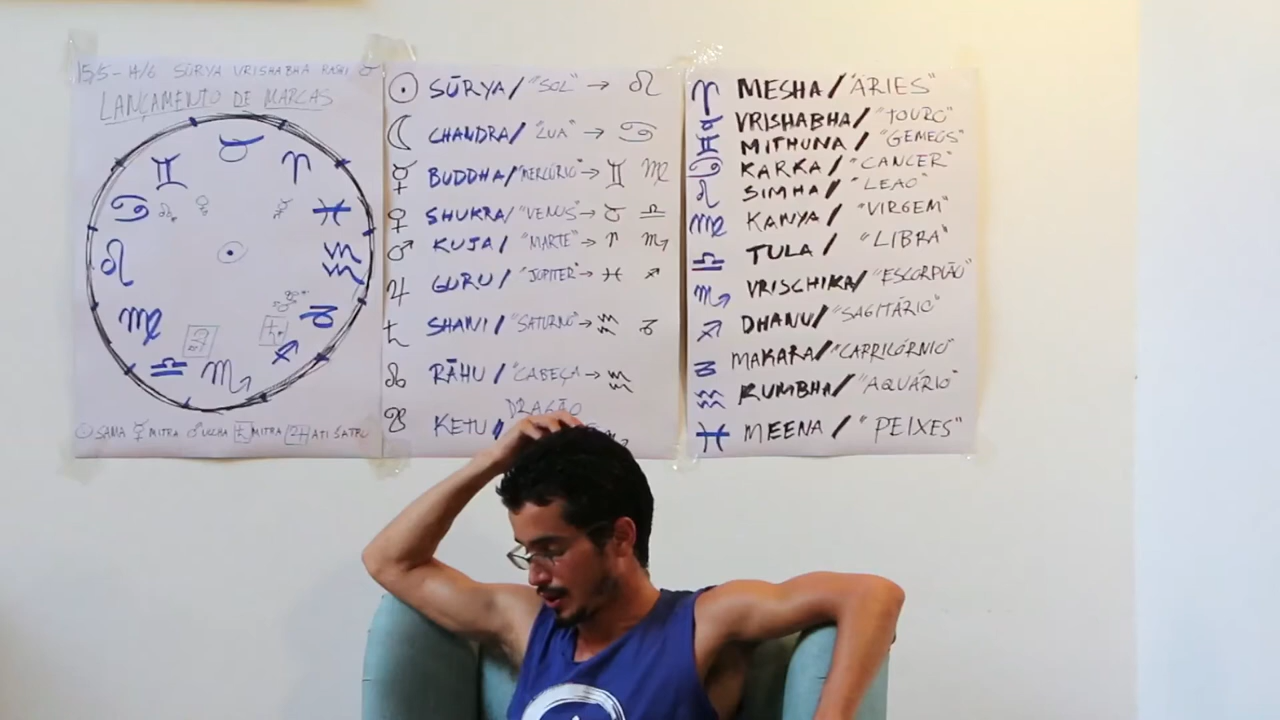 15/5 - 14/6 SŪRYA VRISHABHA RASHI ♉
LANÇAMENTO DE MARCAS
♉
♊ ♈
♋ ♓
☉
♌ ♒
♍ ♑
♎ ♐
♏
☉ SAMA ☿ MITRA ♂ ♄ MITRA ♃ ATI SATRU
☉ SŪRYA / "SOL" → ♌
☾ CHANDRA / "LUA" → ♋
☿ BUDDHA / "MERCÚRIO" → ♊ ♍
♀ SHUKRA / "VENUS" → ♉ ♎
♂ KUJA / "MARTE" → ♈ ♏
♃ GURU / "JUPITER" → ♓ ♐
♄ SHANI / "SATURNO" → ♒ ♑
☊ RĀHU / "CABEÇA → ♒
DRAGÃO
☋ KETU /
♈ MESHA / "ÁRIES"
♉ VRISHABHA / "TOURO"
♊ MITHUNA / "GEMEOS"
♋ KARKA / "CANCER"
♌ SIMHA / "LEAO"
♍ KANYA / "VIRGEM"
♎ TULA / "LIBRA"
♏ VRISCHIKA / "ESCORPIÃO"
♐ DHANU / "SAGITÁRIO"
♑ MAKARA / "CAPRICÓRNIO"
♒ KUMBHA / "AQUÁRIO"
♓ MEENA / "PEIXES"